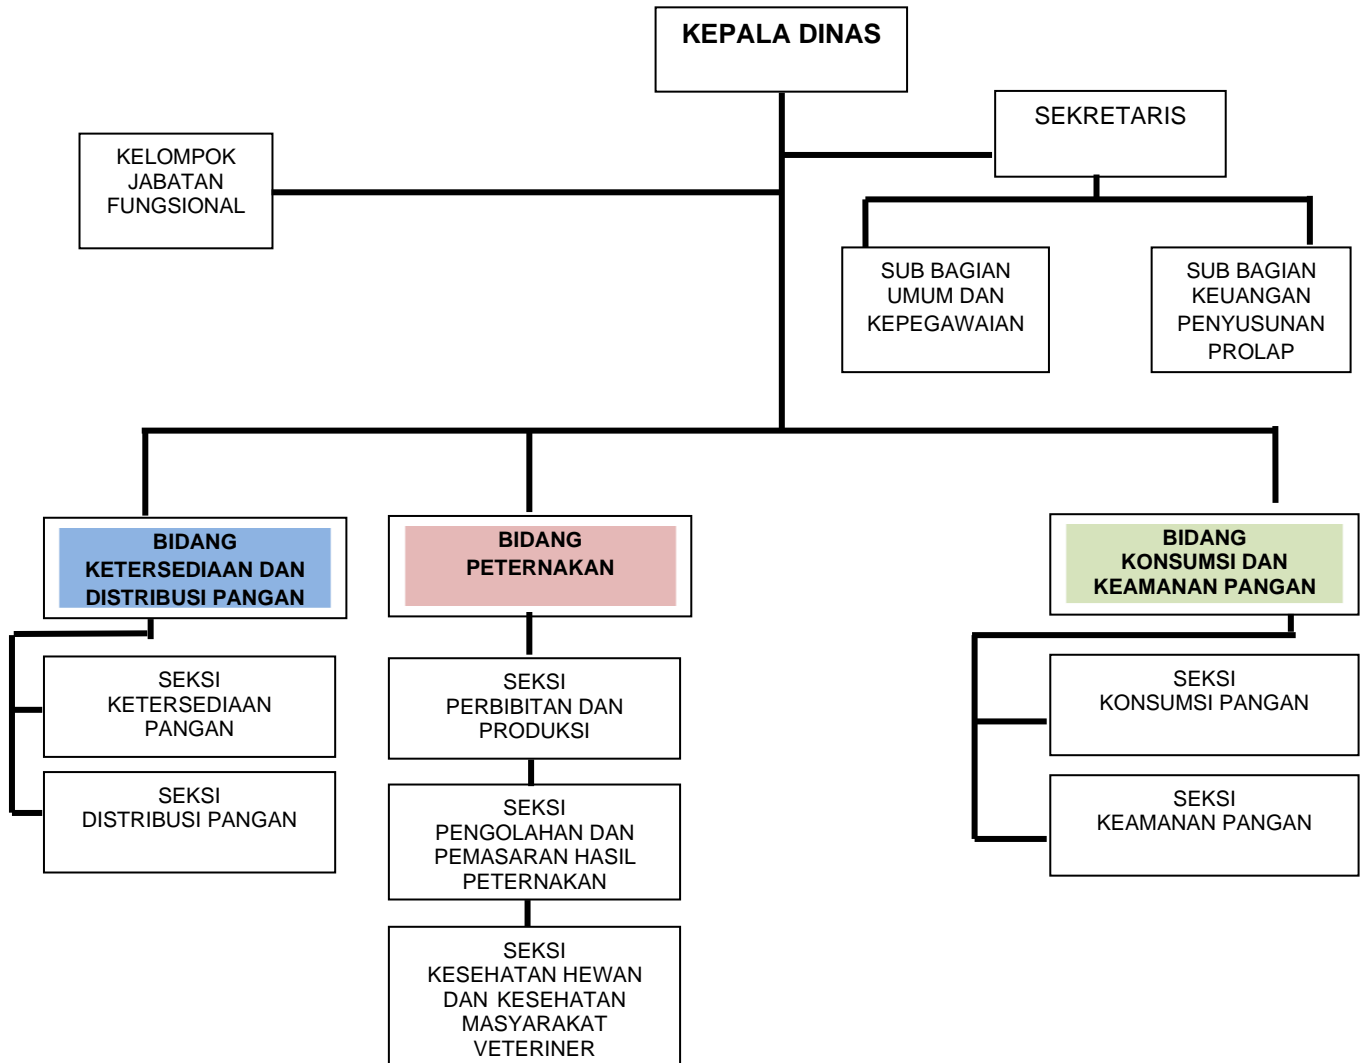 KEPALA DINAS
SEKRETARIS
KELOMPOK
JABATAN
FUNGSIONAL
SUB BAGIAN
UMUM DAN
KEPEGAWAIAN
SUB BAGIAN
KEUANGAN
PENYUSUNAN
PROLAP
BIDANG
KETERSEDIAAN DAN
DISTRIBUSI PANGAN
BIDANG
PETERNAKAN
BIDANG
KONSUMSI DAN
KEAMANAN PANGAN
SEKSI
KETERSEDIAAN
PANGAN
SEKSI
DISTRIBUSI PANGAN
SEKSI
PERBIBITAN DAN
PRODUKSI
SEKSI
PENGOLAHAN DAN
PEMASARAN HASIL
PETERNAKAN
SEKSI
KESEHATAN HEWAN
DAN KESEHATAN
MASYARAKAT
VETERINER
SEKSI
KONSUMSI PANGAN
SEKSI
KEAMANAN PANGAN